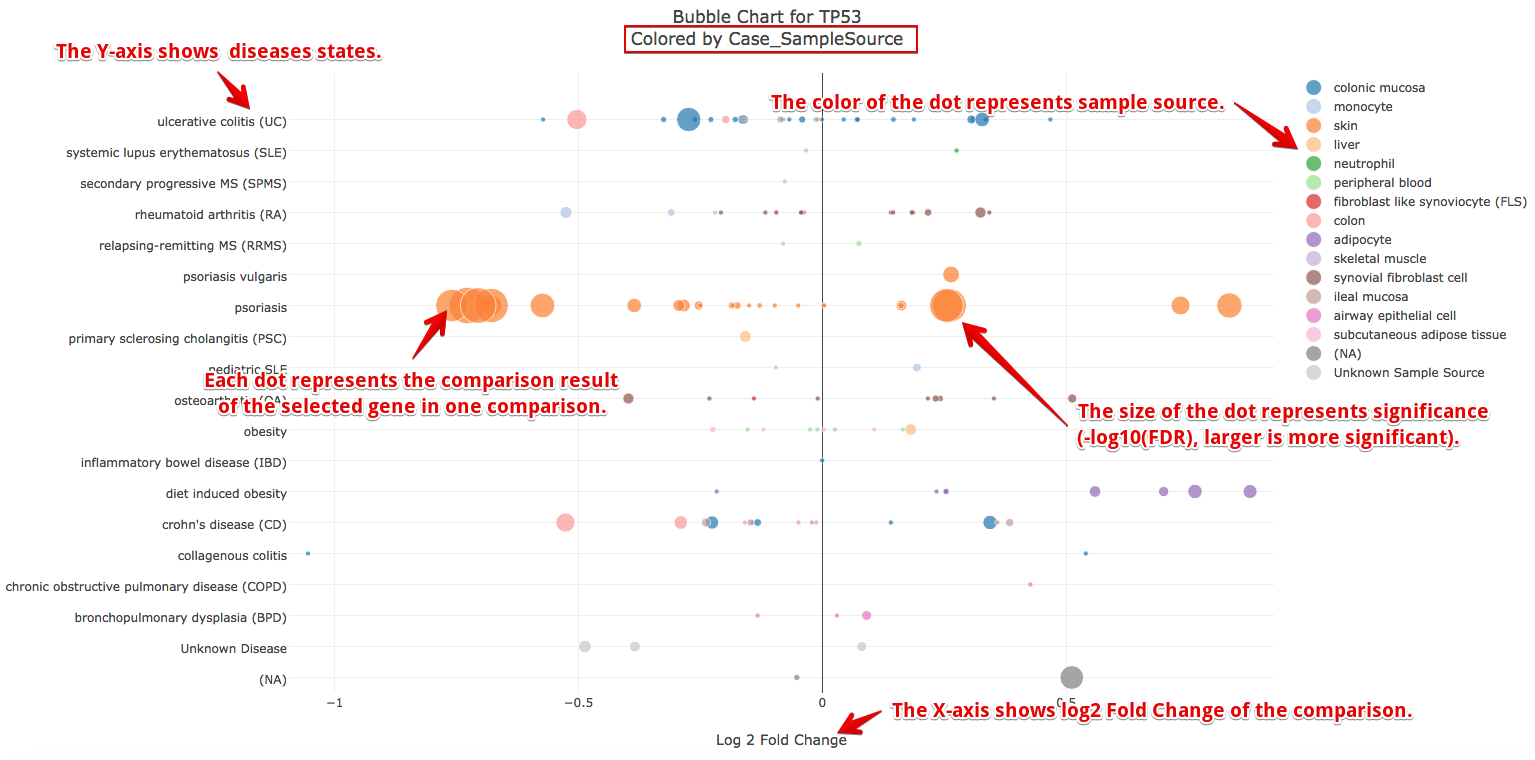 Bubble Chart for TP53
Colored by Case_SampleSource
The Y-axis shows diseases states.
The color of the dot represents sample source.
ulcerative colitis (UC)
systemic lupus erythematosus (SLE)
secondary progressive MS (SPMS)
rheumatoid arthritis (RA)
relapsing-remitting MS (RRMS)
psoriasis vulgaris
psoriasis
primary sclerosing cholangitis (PSC)
pediatric SLE
osteoarthritis (OA)
obesity
inflammatory bowel disease (IBD)
diet induced obesity
crohn's disease (CD)
collagenous colitis
chronic obstructive pulmonary disease (COPD)
bronchopulmonary dysplasia (BPD)
Unknown Disease
(NA)
Each dot represents the comparison result
of the selected gene in one comparison.
The size of the dot represents significance
(-log10(FDR), larger is more significant).
colonic mucosa
monocyte
skin
liver
neutrophil
peripheral blood
fibroblast like synoviocyte (FLS)
colon
adipocyte
skeletal muscle
synovial fibroblast cell
ileal mucosa
airway epithelial cell
subcutaneous adipose tissue
(NA)
Unknown Sample Source
−1
−0.5
0
0.5
The X-axis shows log2 Fold Change of the comparison.
Log 2 Fold Change